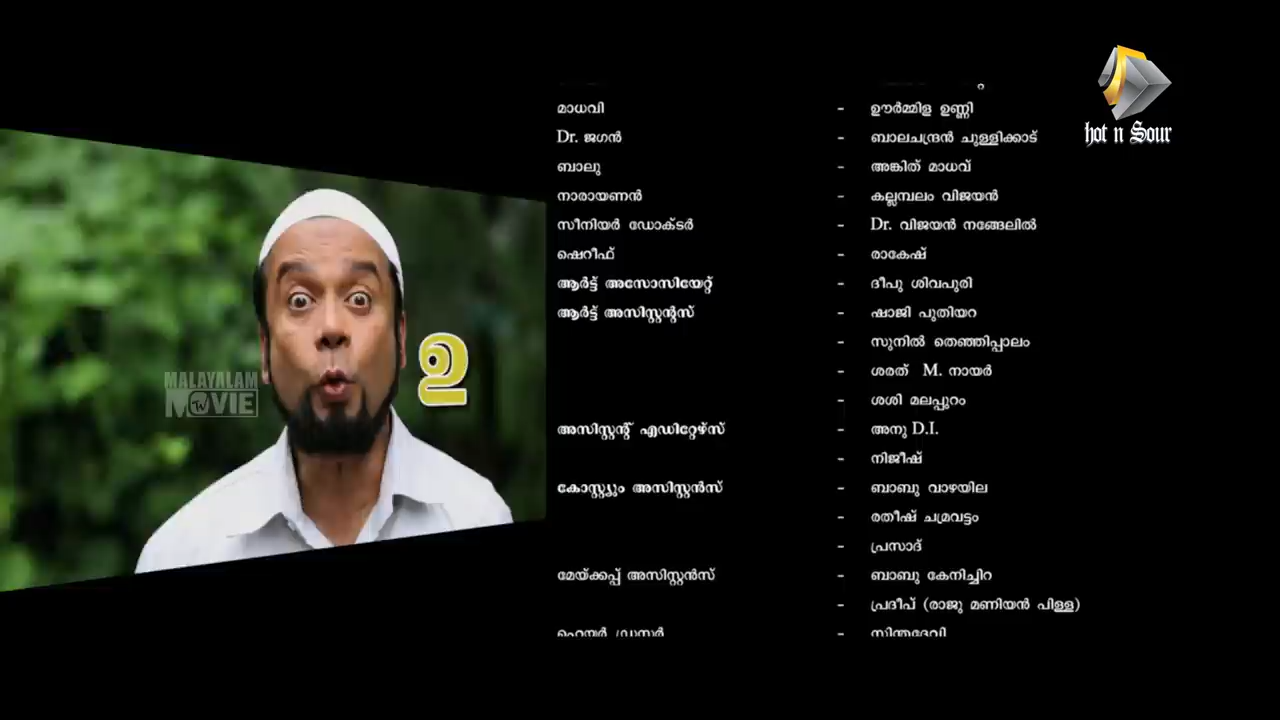 hot n Sour
മാധവി - ഊർമ്മിള ഉണ്ണി
Dr. ജഗൻ - ബാലചന്ദ്രൻ ചുള്ളിക്കാട്
ബാലു - അങ്കിത് മാധവ്
നാരായണൻ - കല്ലമ്പലം വിജയൻ
സീനിയർ ഡോക്ടർ - Dr. വിജയൻ നങ്ങേലിൽ
ഷെറീഫ് - രാകേഷ്
ആർട്ട് അസോസിയേറ്റ് - ദീപു ശിവപുരി
ആർട്ട് അസിസ്റ്റന്റസ് - ഷാജി പുതിയറ
- സുനിൽ തെഞ്ഞിപ്പാലം
- ശരത് M. നായർ
- ശശി മലപ്പുറം
അസിസ്റ്റന്റ് എഡിറ്റേഴ്സ് - അനു D.I.
- നിജീഷ്
കോസ്റ്റ്യും അസിസ്റ്റൻസ് - ബാബു വാഴയില
- രതീഷ് ചമ്രവട്ടം
- പ്രസാദ്
മേയ്ക്കപ്പ് അസിസ്റ്റൻസ് - ബാബു കേനിച്ചിറ
- പ്രദീപ് (രാജു മണിയൻ പിള്ള)
ഉ
MALAYALAM
MOVIE
TV